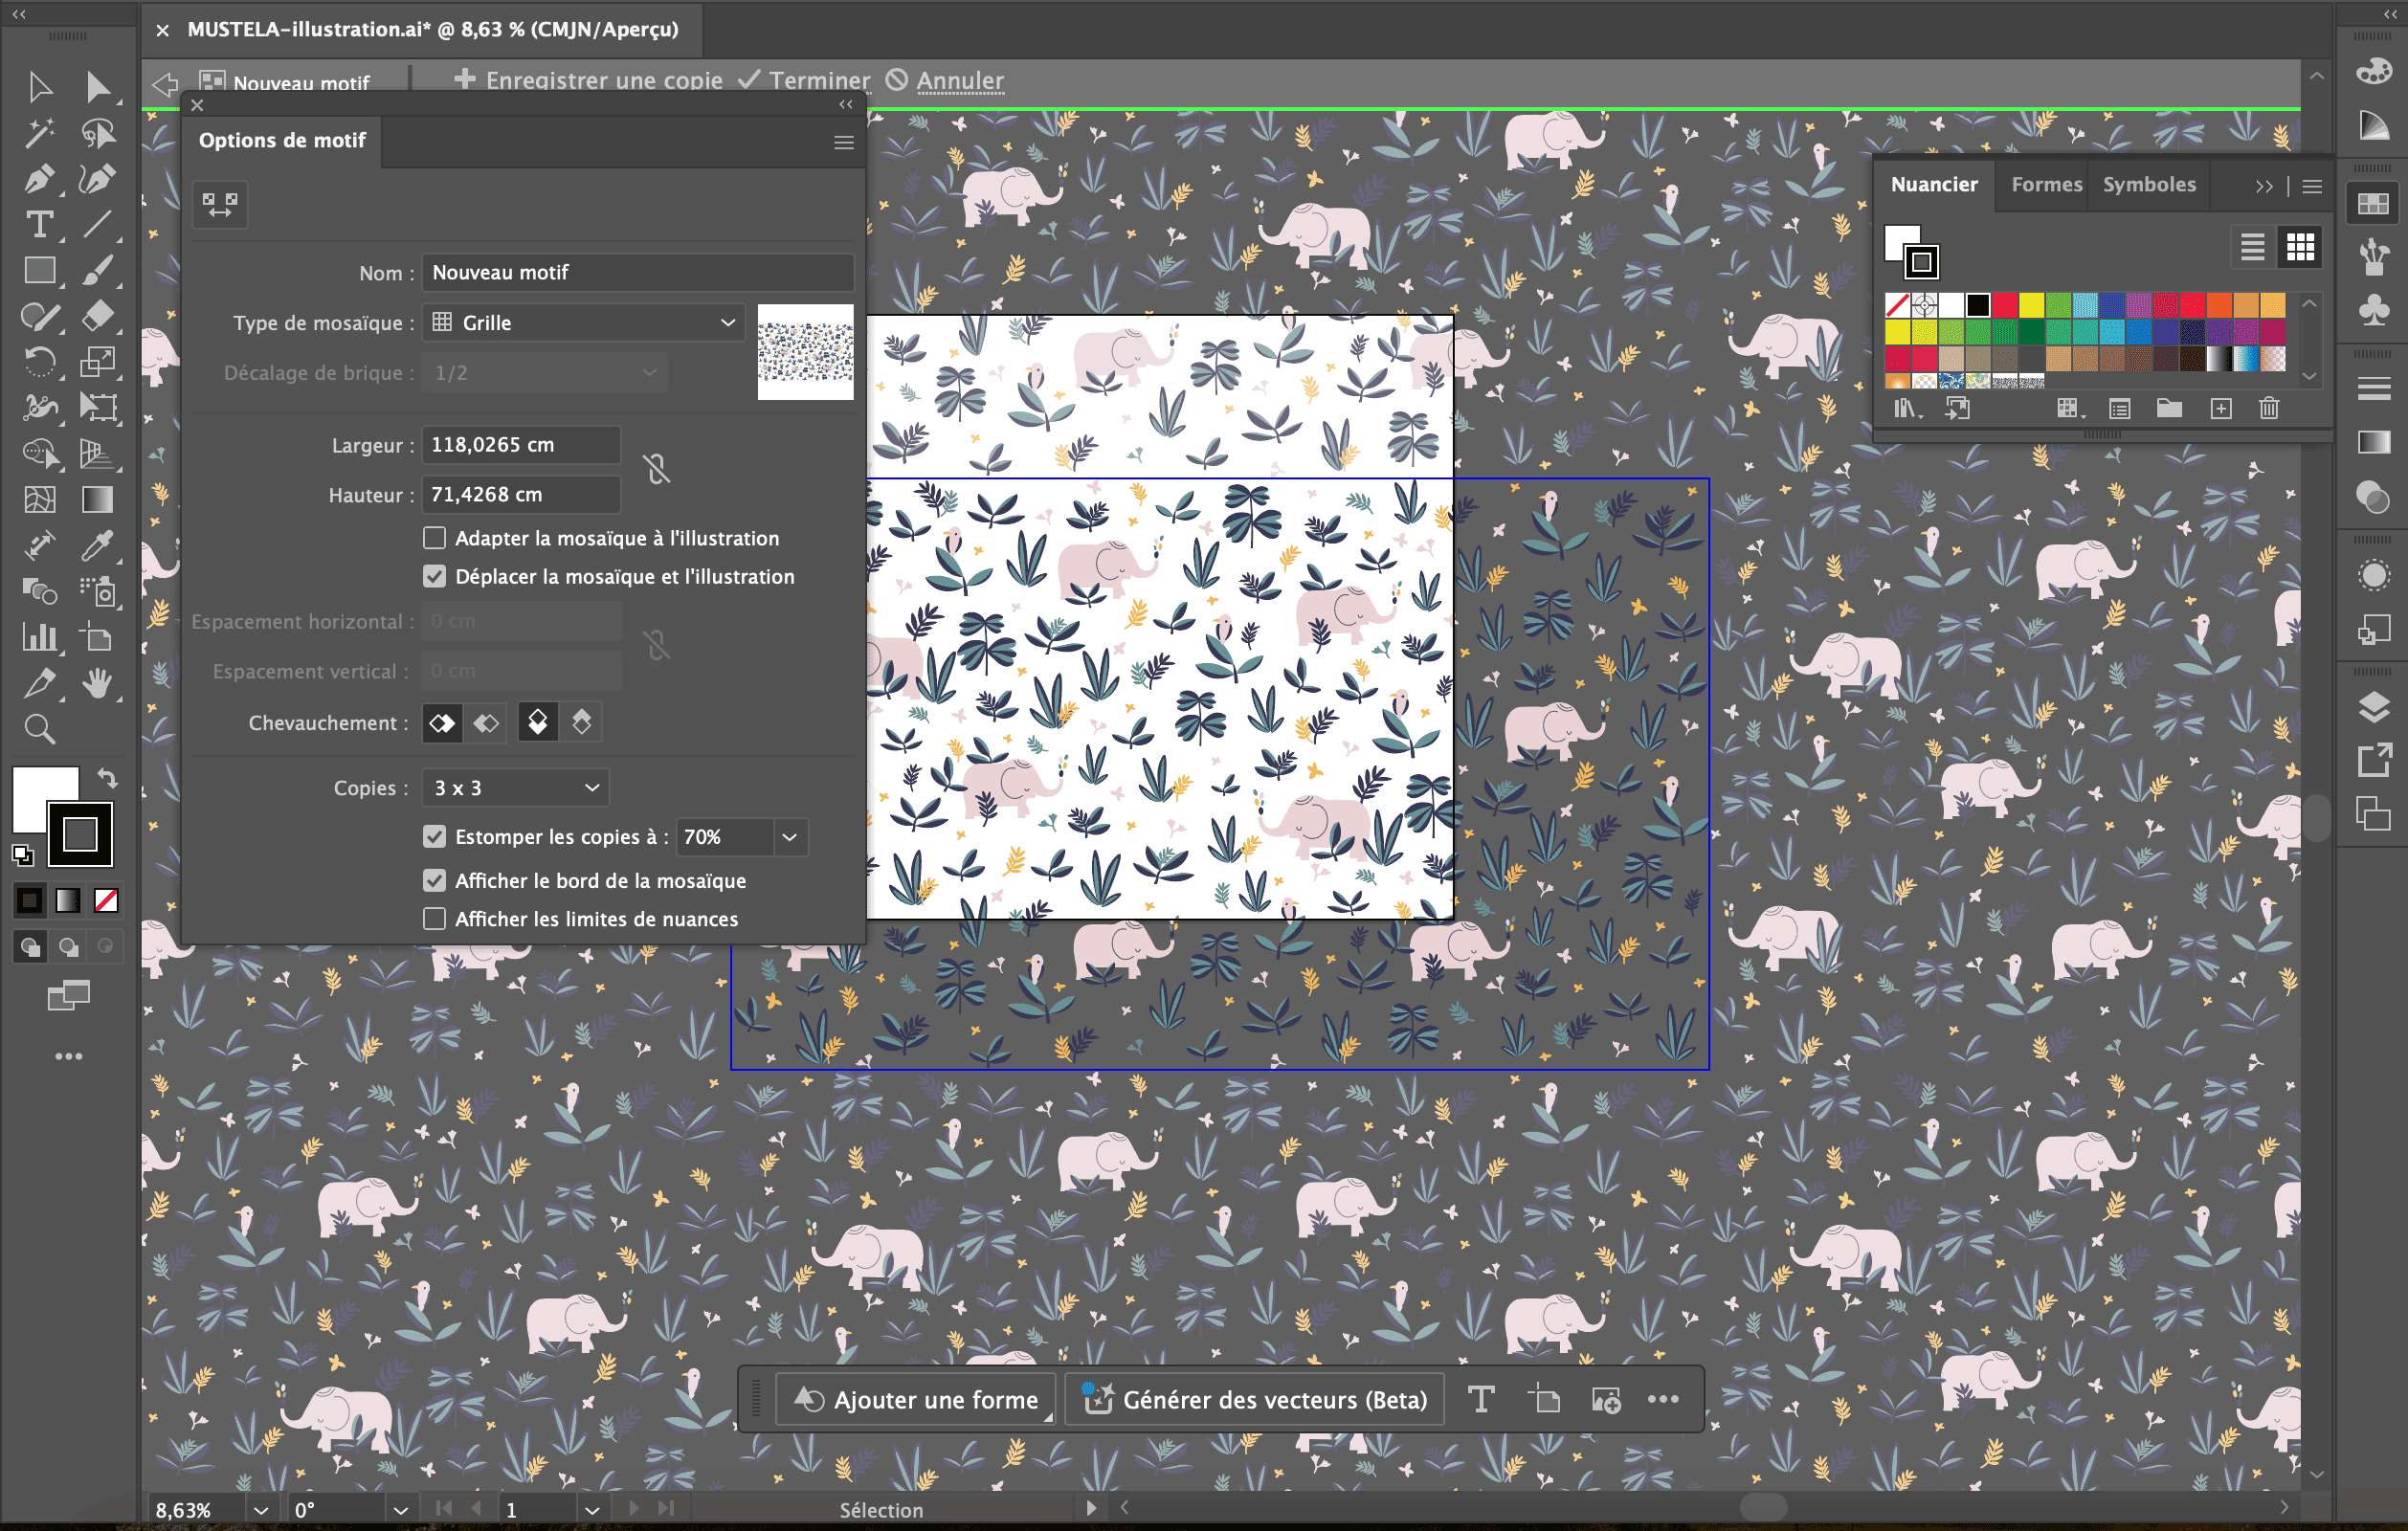 MUSTELA-illustration.ai* @ 8,63 % (CMJN/Aperçu)
Nouveau motif
Enregistrer une copie
Terminer
Annuler
Options de motif
Nom :
Nouveau motif
Type de mosaïque :
Grille
Décalage de brique :
1/2
Largeur :
118,0265 cm
Hauteur :
71,4268 cm
Adapter la mosaïque à l'illustration
Déplacer la mosaïque et l'illustration
Espacement horizontal :
0 cm
Espacement vertical :
0 cm
Chevauchement :
Copies :
3 x 3
Estomper les copies à :
70%
Afficher le bord de la mosaïque
Afficher les limites de nuances
Nuancier
Formes
Symboles
Ajouter une forme
Générer des vecteurs (Beta)
8,63%
0°
1
Sélection